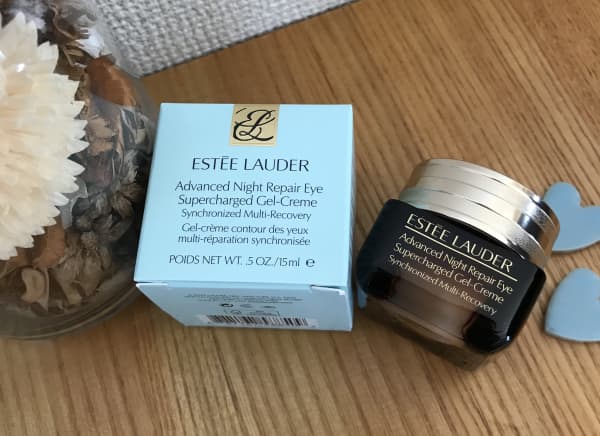 EL
ESTĒE LAUDER
Advanced Night Repair Eye
Supercharged Gel-Creme
Synchronized Multi-Recovery
Gel-crème contour des yeux
multi-réparation synchronisée
POIDS NET WT. .5 OZ./15ml e
ESTĒE LAUDER
Advanced Night Repair Eye
Supercharged Gel-Creme
Synchronized Multi-Recovery